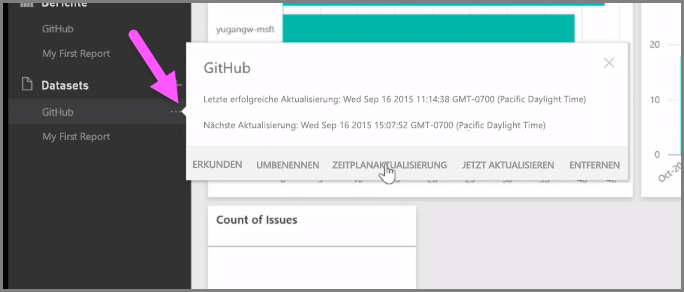 Berichte
GitHub
My First Report
Datasets
GitHub
My First Report
yugangw-msft
GitHub
Letzte erfolgreiche Aktualisierung: Wed Sep 16 2015 11:14:38 GMT-0700 (Pacific Daylight Time)
Nächste Aktualisierung: Wed Sep 16 2015 15:07:52 GMT-0700 (Pacific Daylight Time)
ERKUNDEN UMBENENNEN ZEITPLANAKTUALISIERUNG JETZT AKTUALISIEREN ENTFERNEN
20
10
0
Oct-20
Count of Issues